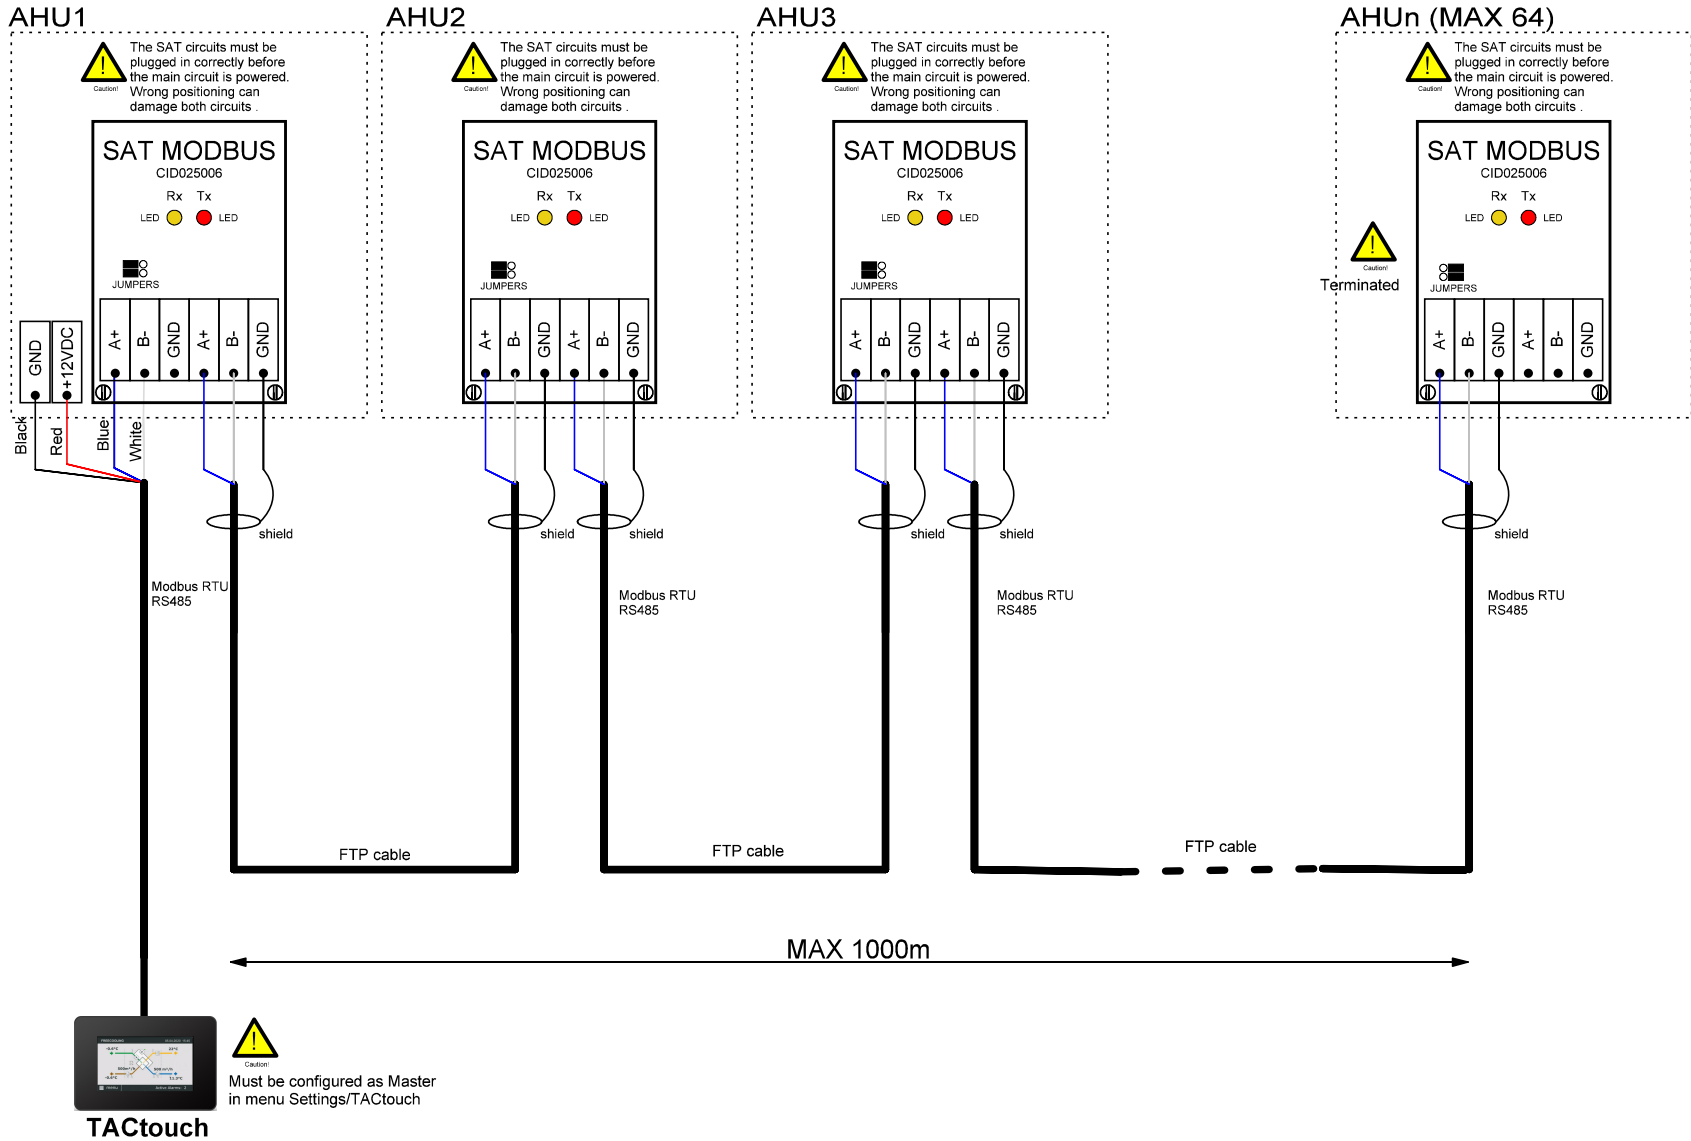 AHU1
AHU2
AHU3
AHUn (MAX 64)
Caution!
The SAT circuits must be
plugged in correctly before
the main circuit is powered.
Wrong positioning can
damage both circuits .
Caution!
The SAT circuits must be
plugged in correctly before
the main circuit is powered.
Wrong positioning can
damage both circuits .
Caution!
The SAT circuits must be
plugged in correctly before
the main circuit is powered.
Wrong positioning can
damage both circuits .
Caution!
The SAT circuits must be
plugged in correctly before
the main circuit is powered.
Wrong positioning can
damage both circuits .
SAT MODBUS
CID025006
Rx Tx
LED LED
JUMPERS
A+ B- GND A+ B- GND
SAT MODBUS
CID025006
Rx Tx
LED LED
JUMPERS
A+ B- GND A+ B- GND
SAT MODBUS
CID025006
Rx Tx
LED LED
JUMPERS
A+ B- GND A+ B- GND
SAT MODBUS
CID025006
Rx Tx
LED LED
Caution!
Terminated
JUMPERS
A+ B- GND A+ B- GND
GND +12VDC
Black Red Blue White
shield
shield
shield
shield
shield
shield
Modbus RTU
RS485
Modbus RTU
RS485
Modbus RTU
RS485
Modbus RTU
RS485
FTP cable
FTP cable
FTP cable
MAX 1000m
MENU
Caution!
Must be configured as Master
in menu Settings/TACtouch
TACtouch